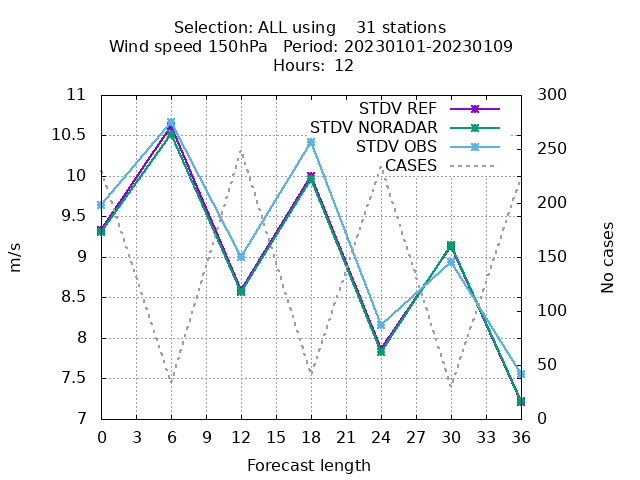 Selection: ALL using    31 stations
Wind speed 150hPa   Period: 20230101-20230109
Hours:  12
STDV REF
STDV NORADAR
STDV OBS
CASES
11
10.5
10
9.5
9
8.5
8
7.5
7
m/s
300
250
200
150
100
50
0
No cases
0 3 6 9 12 15 18 21 24 27 30 33 36
Forecast length